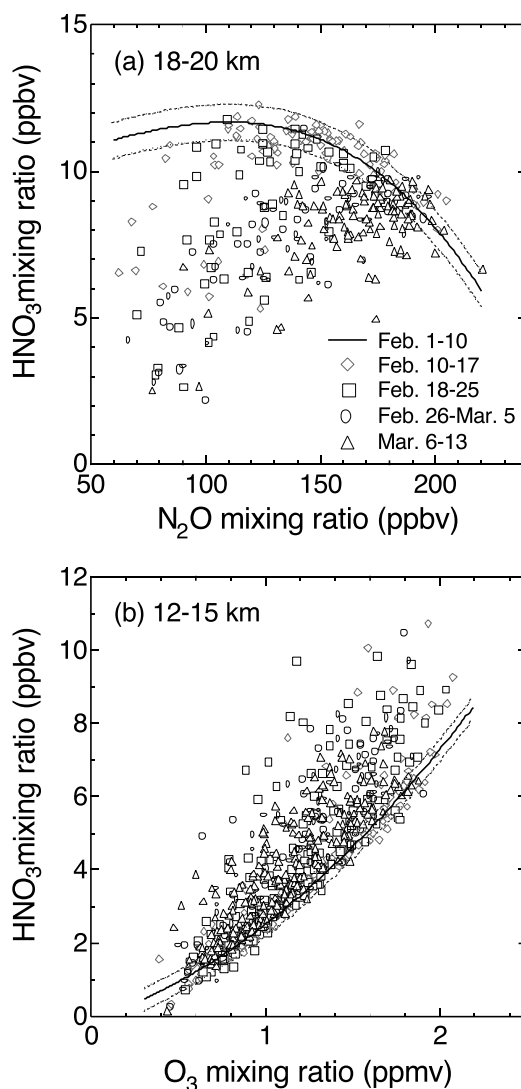 15
(a) 18-20 km
10
HNO3mixing ratio (ppbv)
5
Feb. 1-10
Feb. 10-17
Feb. 18-25
Feb. 26-Mar. 5
Mar. 6-13
0
50 100 150 200
N2O mixing ratio (ppbv)
12
(b) 12-15 km
10
8
HNO3mixing ratio (ppbv)
6
4
2
0
0 1 2
O3 mixing ratio (ppmv)